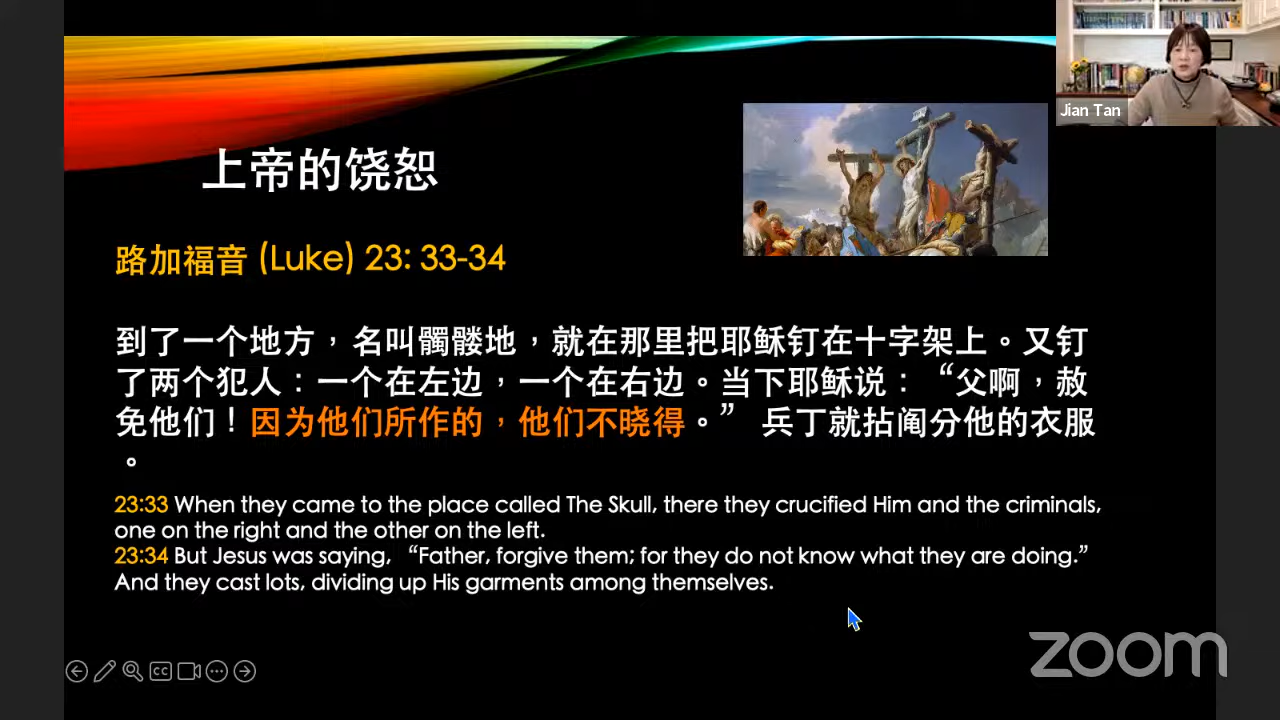 Jian Tan
上帝的饶恕
路加福音 (Luke) 23: 33-34
到了一个地方，名叫髑髅地，就在那里把耶稣钉在十字架上。又钉
了两个犯人：一个在左边，一个在右边。当下耶稣说：“父啊，赦
免他们！因为他们所作的，他们不晓得。” 兵丁就拈阄分他的衣服
。
23:33 When they came to the place called The Skull, there they crucified Him and the criminals,
one on the right and the other on the left.
23:34 But Jesus was saying, “Father, forgive them; for they do not know what they are doing.”
And they cast lots, dividing up His garments among themselves.
CC
zoom